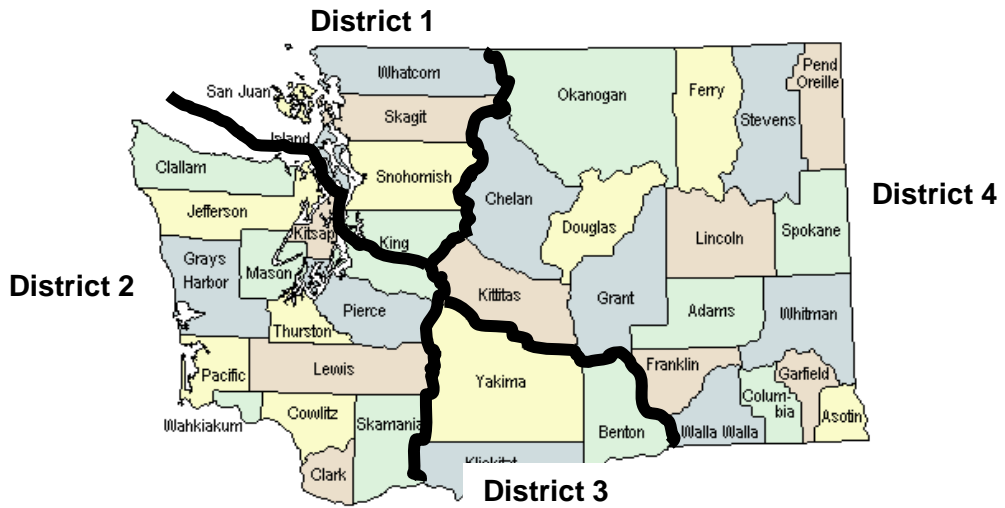 District 1
Whatcom
San Juan
Skagit
Island
Okanogan
Ferry
Stevens
Pend
Oreille
Clallam
Snohomish
Chelan
Jefferson
Kitsap
King
Douglas
Lincoln
Spokane
District 4
Grays
Harbor
Mason
District 2
Pierce
Kittitas
Grant
Adams
Whitman
Thurston
Pacific
Lewis
Yakima
Franklin
Garfield
Colum-
bia
Asotin
Wahkiakum
Cowlitz
Skamania
Benton
Walla Walla
Clark
Klickitat
District 3